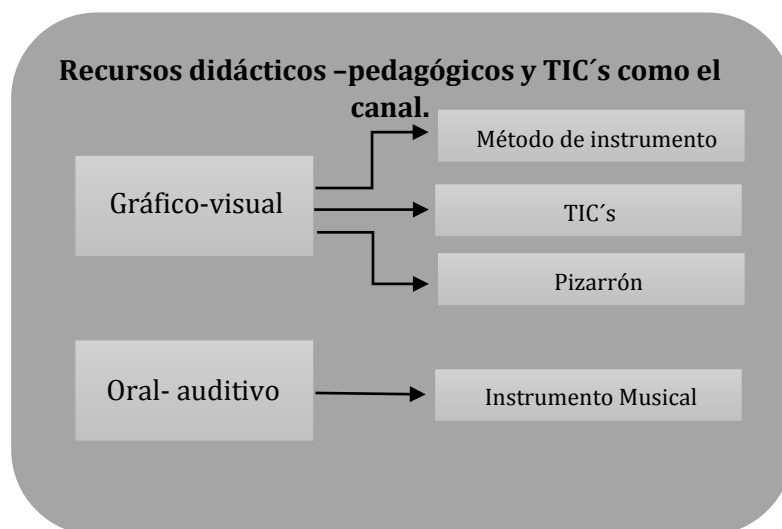 Recursos didácticos –pedagógicos y TIC´s como el
canal.
Gráfico-visual
Método de instrumento
TIC´s
Pizarrón
Oral- auditivo
Instrumento Musical